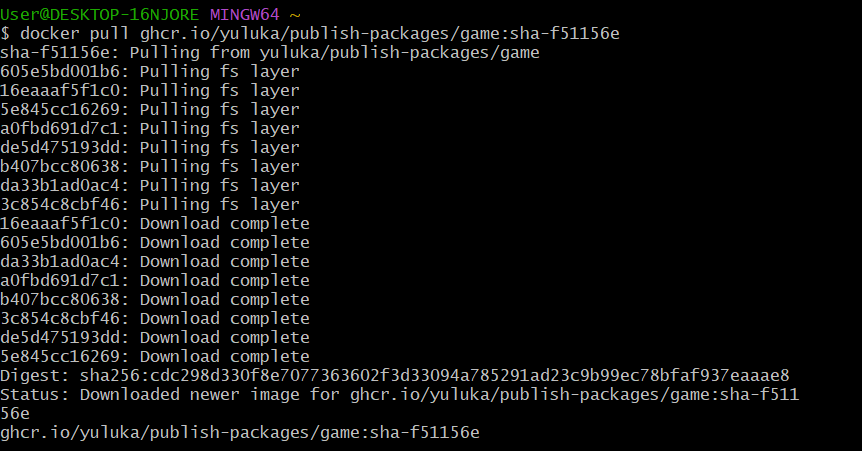 User@DESKTOP-16NJORE MINGW64 ~
$ docker pull ghcr.io/yuluka/publish-packages/game:sha-f51156e
sha-f51156e: Pulling from yuluka/publish-packages/game
605e5bd001b6: Pulling fs layer
16eaaaf5f1c0: Pulling fs layer
5e845cc16269: Pulling fs layer
a0fbd691d7c1: Pulling fs layer
de5d475193dd: Pulling fs layer
b407bcc80638: Pulling fs layer
da33b1ad0ac4: Pulling fs layer
3c854c8cbf46: Pulling fs layer
16eaaaf5f1c0: Download complete
605e5bd001b6: Download complete
da33b1ad0ac4: Download complete
a0fbd691d7c1: Download complete
b407bcc80638: Download complete
3c854c8cbf46: Download complete
de5d475193dd: Download complete
5e845cc16269: Download complete
Digest: sha256:cdc298d330f8e7077363602f3d33094a785291ad23c9b99ec78bfaf937eaaae8
Status: Downloaded newer image for ghcr.io/yuluka/publish-packages/game:sha-f511
56e
ghcr.io/yuluka/publish-packages/game:sha-f51156e